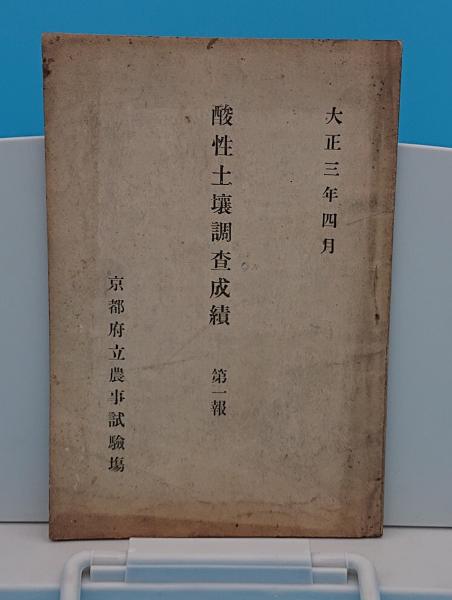 大正三年四月
酸性土壤調査成績 第一報
京都府立農事試驗塲